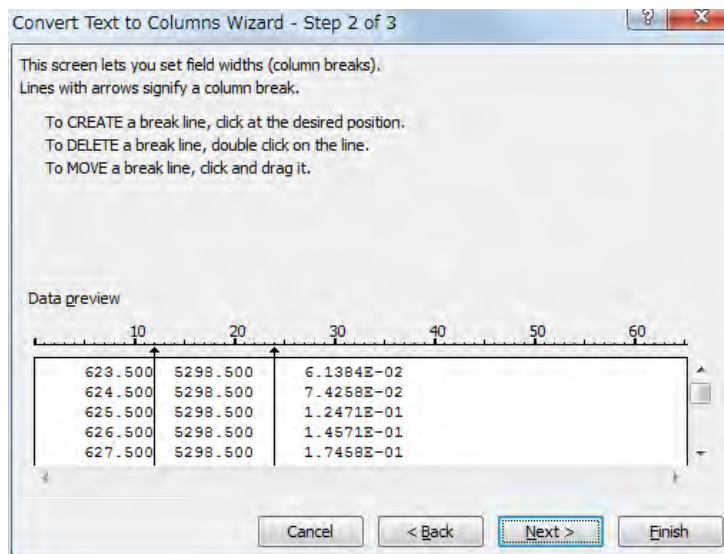 Convert Text to Columns Wizard - Step 2 of 3
This screen lets you set field widths (column breaks).
Lines with arrows signify a column break.
To CREATE a break line, click at the desired position.
To DELETE a break line, double click on the line.
To MOVE a break line, click and drag it.
Data preview
10 20 30 40 50 60
623.500 5298.500 6.1384E-02
624.500 5298.500 7.4258E-02
625.500 5298.500 1.2471E-01
626.500 5298.500 1.4571E-01
627.500 5298.500 1.7458E-01
Cancel < Back Next > Finish